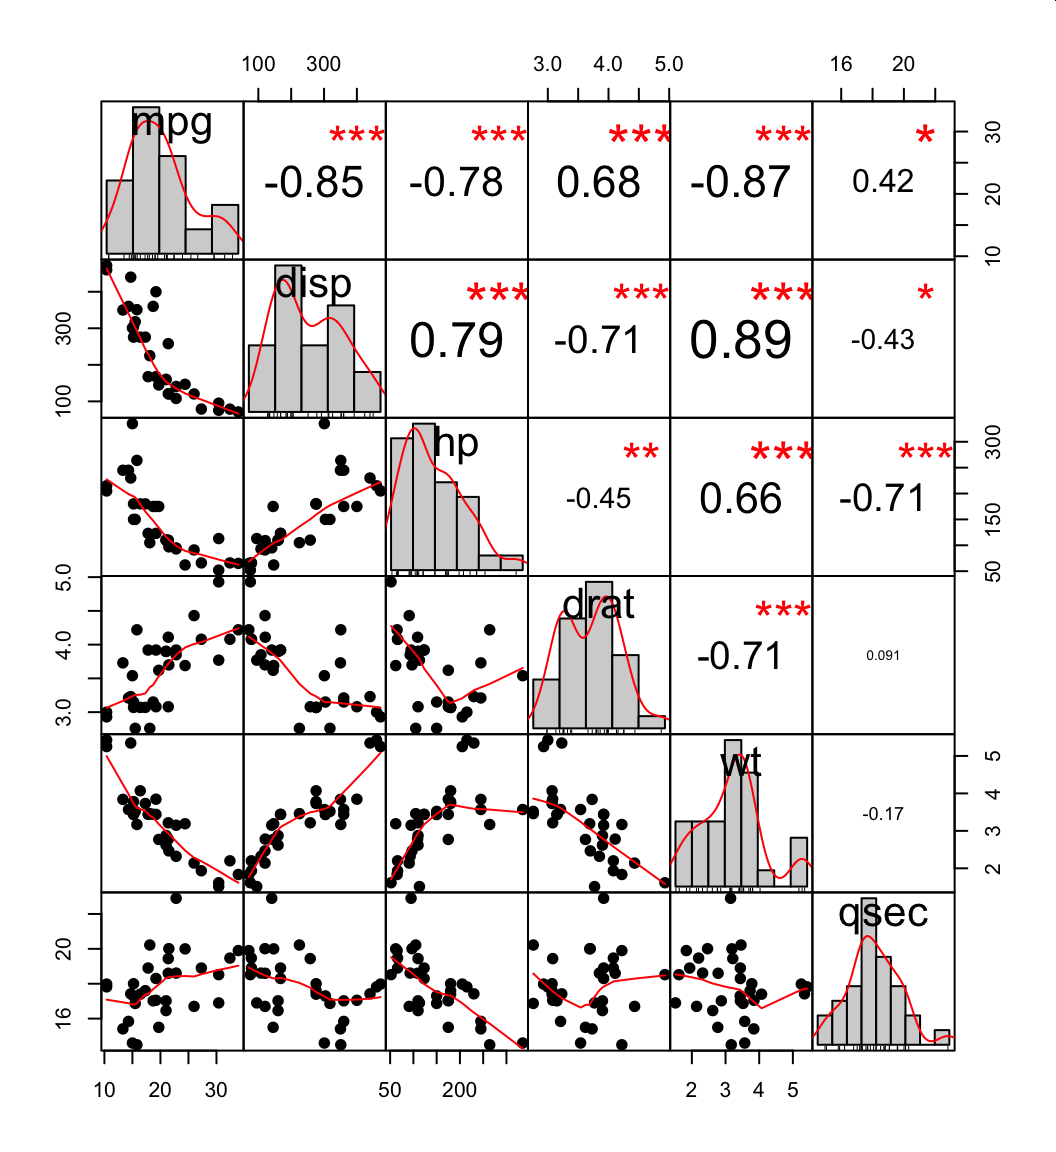 100 300 3.0 4.0 5.0 16 20
mpg *** *** *** *** *
-0.85 -0.78 0.68 -0.87 0.42
10 20 30
disp *** *** *** *
0.79 -0.71 0.89 -0.43
100 300
hp ** *** ***
-0.45 0.66 -0.71
50 150 300
drat ***
-0.71 0.091
3.0 4.0 5.0
wt
-0.17
2 3 4 5
qsec
16 20
10 20 30 50 200 2 3 4 5